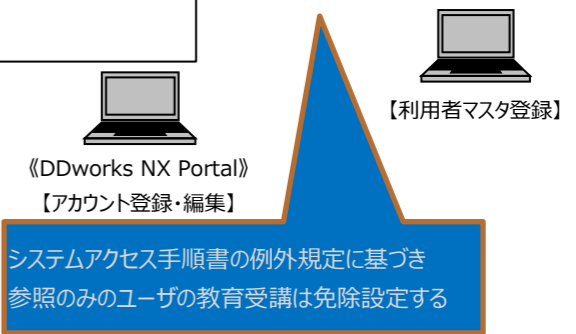 【利用者マスタ登録】
《DDworks NX Portal》
【アカウント登録・編集】
システムアクセス手順書の例外規定に基づき
参照のみのユーザの教育受講は免除設定する